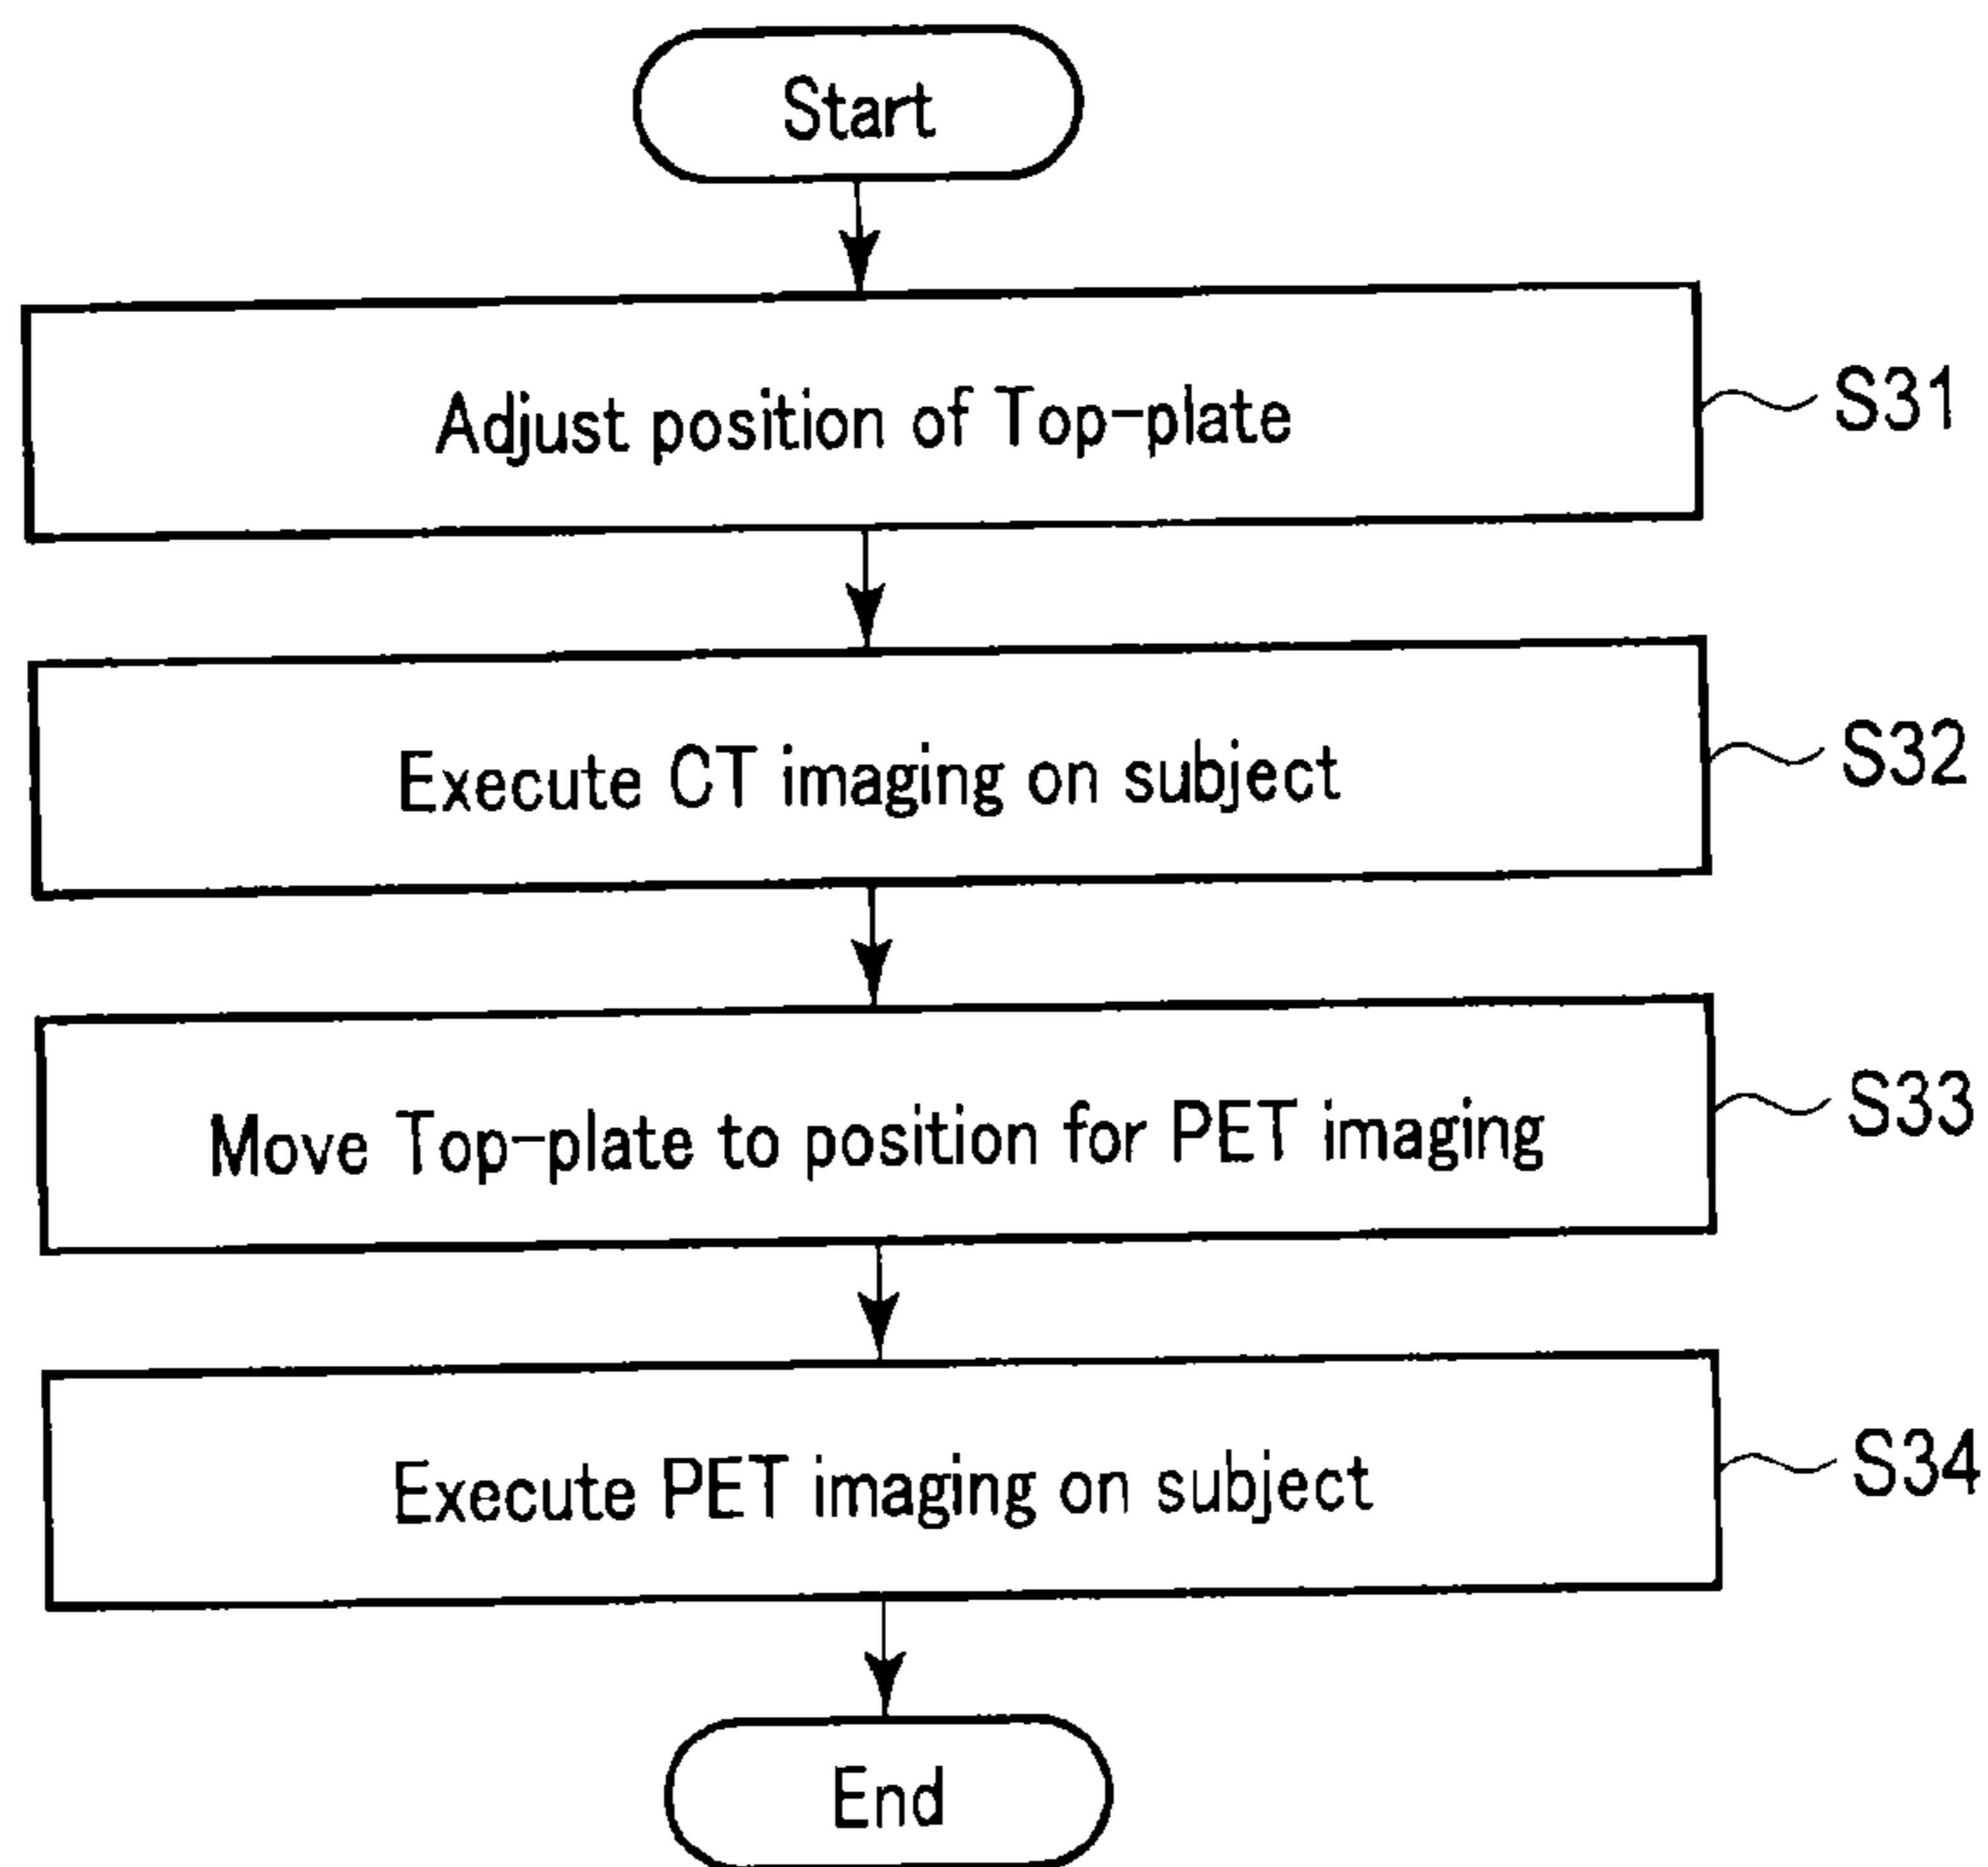 Start
Adjust position of Top-plate
S31
Execute CT imaging on subject
S32
Move Top-plate to position for PET imaging
S33
Execute PET imaging on subject
S34
End